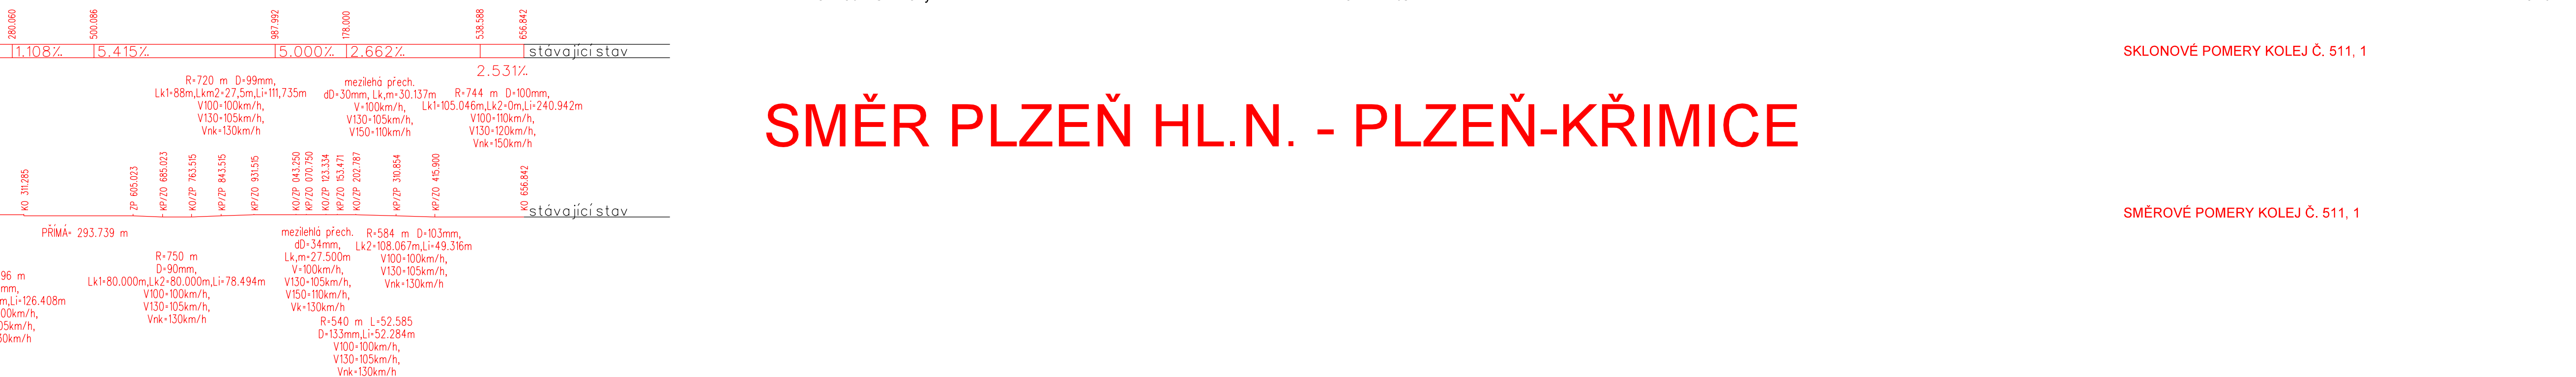 280.060
500.086
987.992
178.000
538.588
656.842
1.108‰
5.415‰
5.000‰
2.662‰
stávající stav
2.531‰
R=720 m D=99mm,
Lk1=88m,Lkm2=27,5m,Li=111,735m
V100=100km/h,
V130=105km/h,
Vnk=130km/h
mezilehá přech.
dD=30mm, Lk,m=30.137m
V=100km/h,
V130=105km/h,
V150=110km/h
R=744 m D=100mm,
Lk1=105.046m,Lk2=0m,Li=240.942m
V100=110km/h,
V130=120km/h,
Vnk=150km/h
SMĚR PLZEŇ HL.N. - PLZEŇ-KŘIMICE
SKLONOVÉ POMERY KOLEJ Č. 511, 1
KO 311.285
ZP 605.023
KP/ZO 685.023
KO/ZP 763.515
KP/ZP 843.515
KP/ZO 931.515
KO/ZP 043.250
KP/ZO 070.750
KO/ZP 123.334
KP/ZO 153.471
KO/ZP 202.787
KP/ZP 310.854
KP/ZO 415.900
KO 656.842
stávající stav
SMĚROVÉ POMERY KOLEJ Č. 511, 1
PŘÍMÁ= 293.739 m
96 m
mm,
m,Li=126.408m
00km/h,
05km/h,
30km/h
R=750 m
D=90mm,
Lk1=80.000m,Lk2=80.000m,Li=78.494m
V100=100km/h,
V130=105km/h,
Vnk=130km/h
mezilehlá přech.
dD=34mm,
Lk,m=27.500m
V=100km/h,
V130=105km/h,
V150=110km/h,
Vk=130km/h
R=584 m D=103mm,
Lk2=108.067m,Li=49.316m
V100=100km/h,
V130=105km/h,
Vnk=130km/h
R=540 m L=52.585
D=133mm,Li=52.284m
V100=100km/h,
V130=105km/h,
Vnk=130km/h